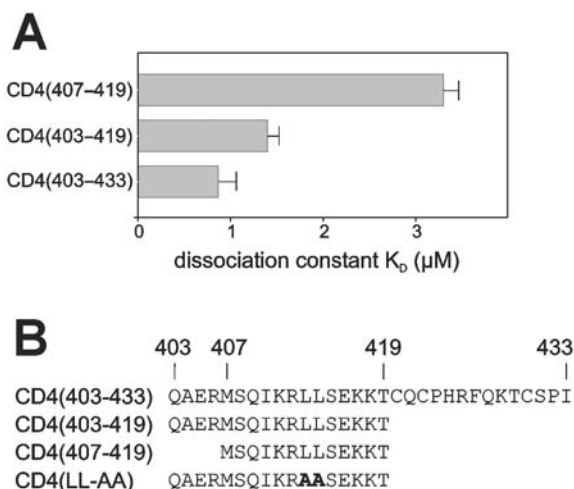 A
CD4(407–419)
CD4(403–419)
CD4(403–433)
0 1 2 3
dissociation constant K_D (µM)
B
403 407 419 433
CD4(403-433) QAERMSQIKRLLSEKKTCQCPHRFQKTCSPI
CD4(403-419) QAERMSQIKRLLSEKKT
CD4(407-419) MSQIKRLLSEKKT
CD4(LL-AA) QAERMSQIKRAASEKKT